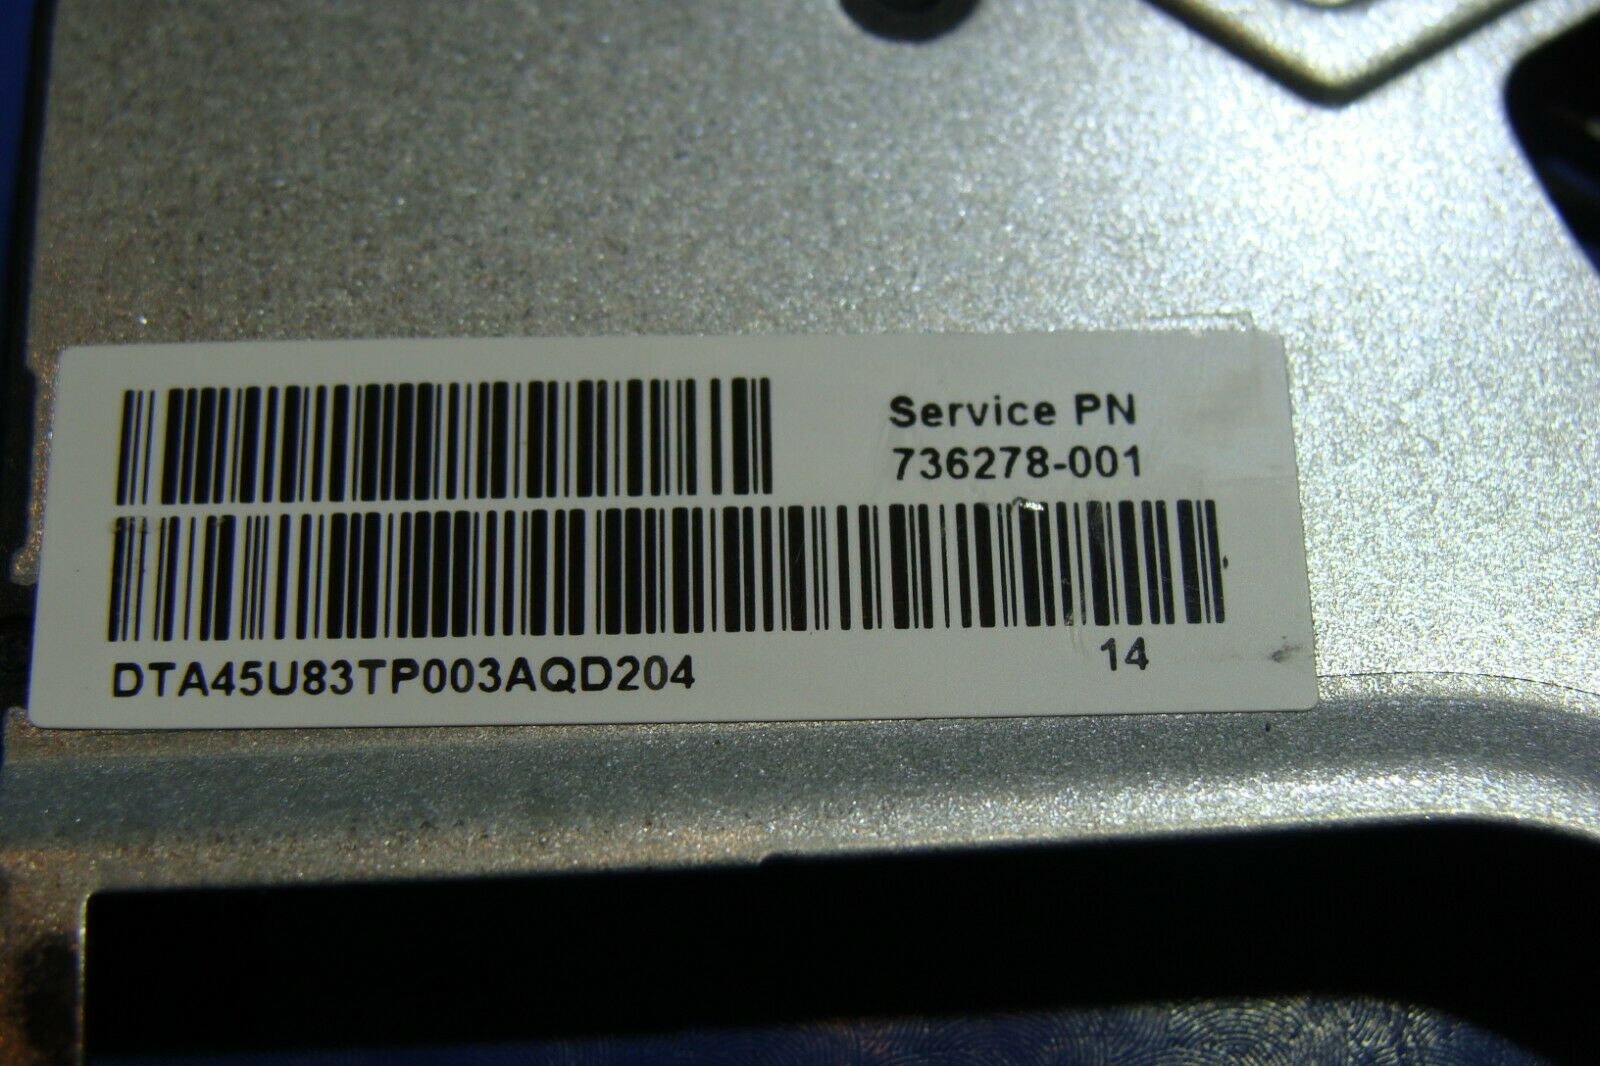 Service PN
736278-001
DTA45U83TP003AQD204
14